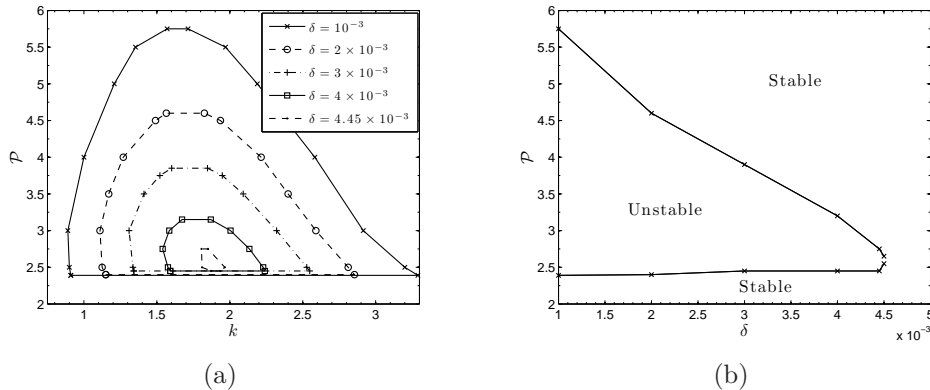 6
5.5
5
4.5
4
3.5
3
2.5
2
𝒫
1
1.5
2
2.5
3
k
δ = 10⁻³
δ = 2 × 10⁻³
δ = 3 × 10⁻³
δ = 4 × 10⁻³
δ = 4.45 × 10⁻³
(a)
6
5.5
5
4.5
4
3.5
3
2.5
2
𝒫
Stable
Unstable
Stable
1
1.5
2
2.5
3
3.5
4
4.5
5
δ
x 10⁻³
(b)